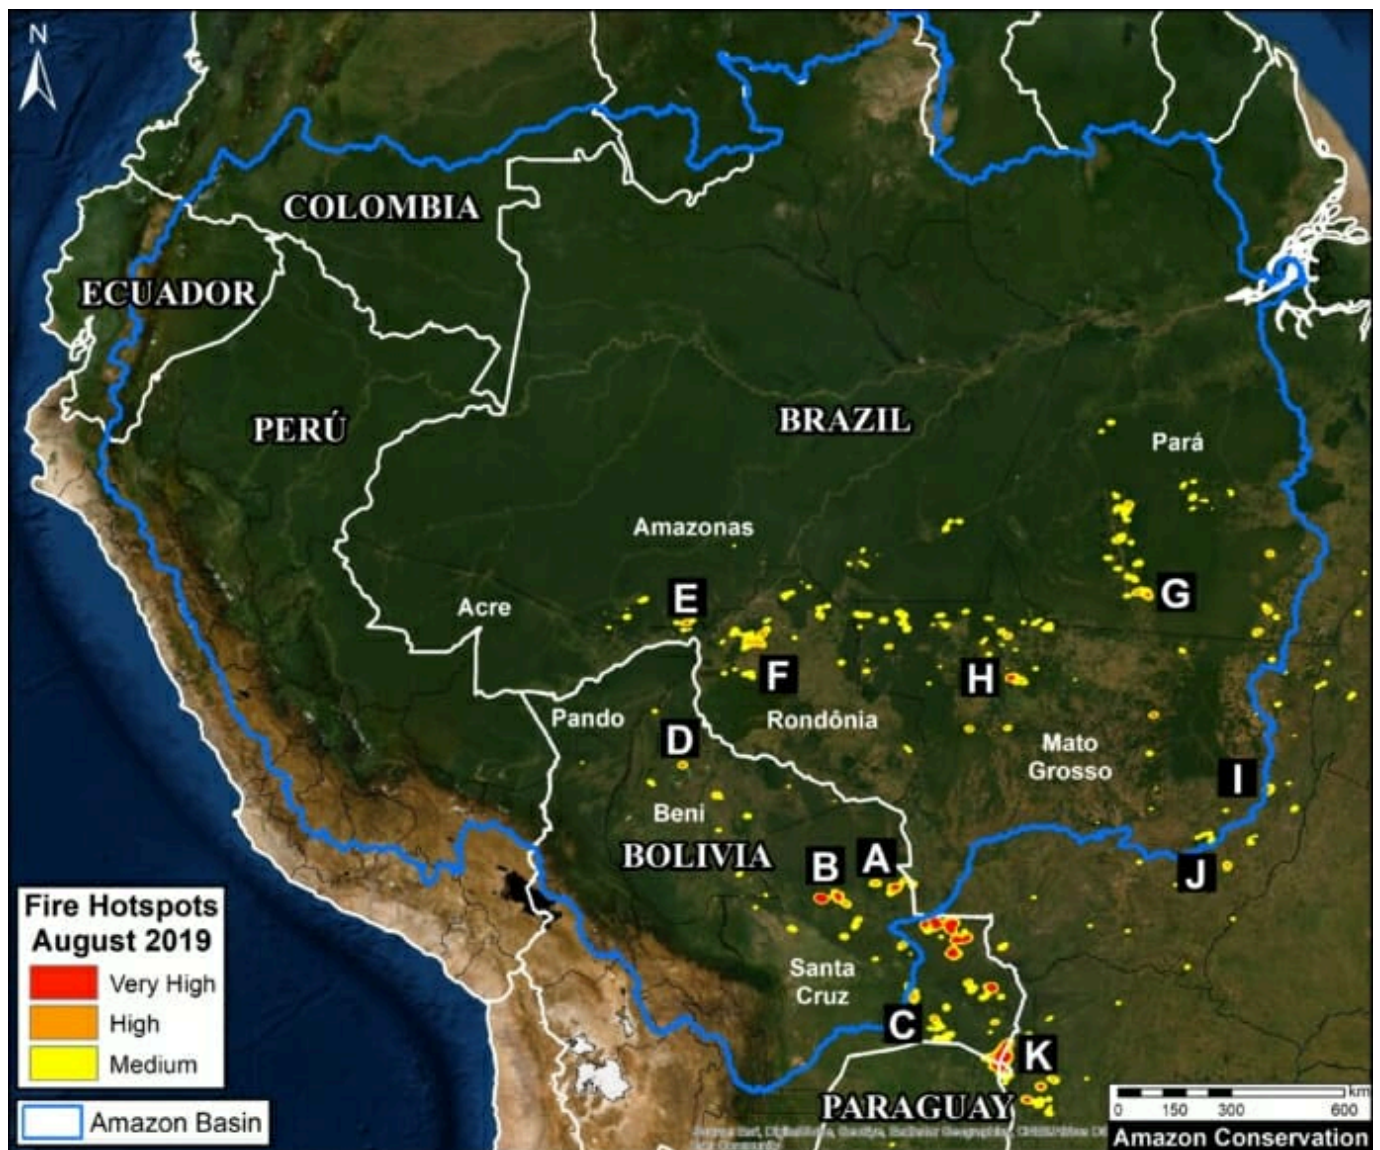 N
COLOMBIA
ECUADOR
PERÚ
BRAZIL
Pará
Amazonas
E
G
Acre
F
H
Pando
Rondônia
D
Mato
Grosso
I
Beni
BOLIVIA
B
A
J
Santa
Cruz
C
K
PARAGUAY
Fire Hotspots
August 2019
Very High
High
Medium
Amazon Basin
km
0 150 300 600
Amazon Conservation